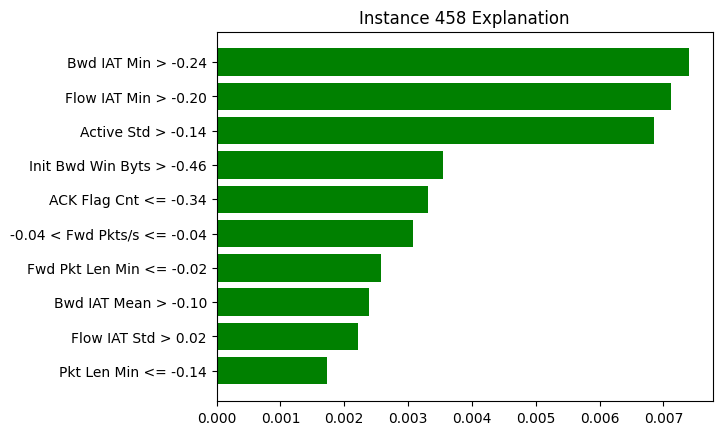 Instance 458 Explanation
Bwd IAT Min > -0.24
Flow IAT Min > -0.20
Active Std > -0.14
Init Bwd Win Byts > -0.46
ACK Flag Cnt <= -0.34
-0.04 < Fwd Pkts/s <= -0.04
Fwd Pkt Len Min <= -0.02
Bwd IAT Mean > -0.10
Flow IAT Std > 0.02
Pkt Len Min <= -0.14
0.000 0.001 0.002 0.003 0.004 0.005 0.006 0.007